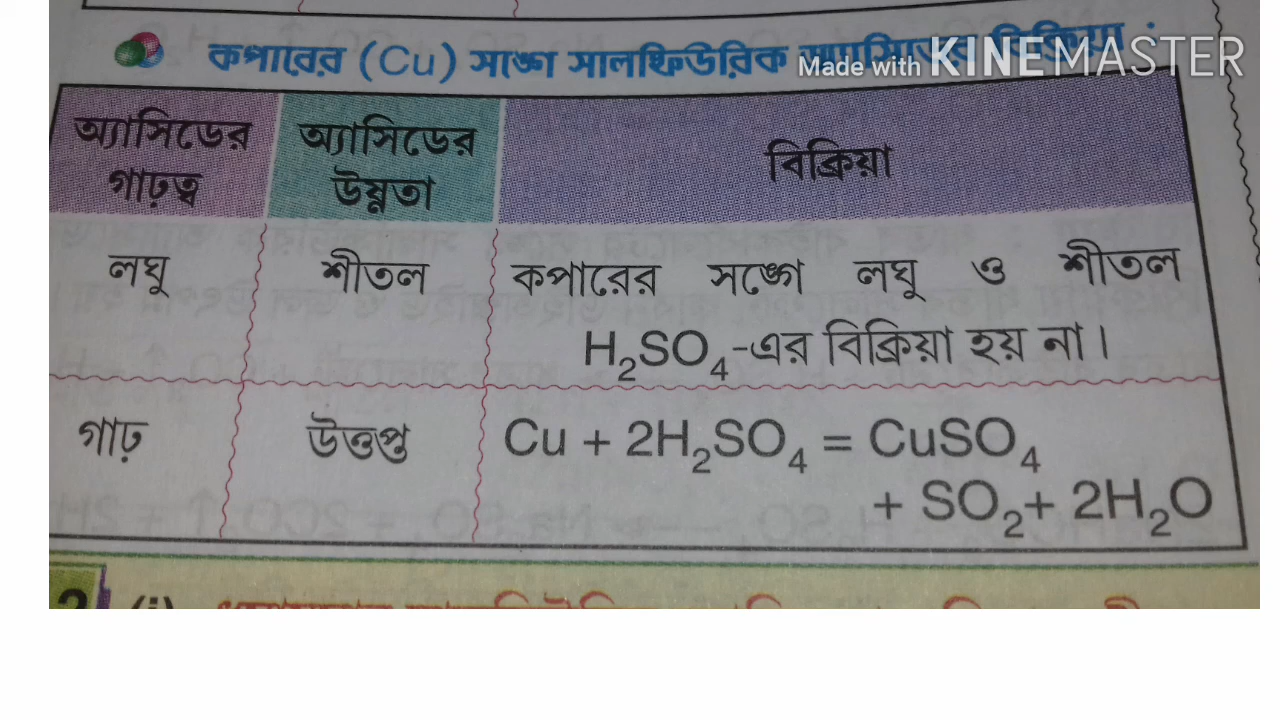 কপারের (Cu) সঙ্গে সালফিউরিক অ্যাসিডের বিক্রিয়া :
Made with KINEMASTER
অ্যাসিডের গাঢ়ত্ব
অ্যাসিডের উষ্ণতা
বিক্রিয়া
লঘু
শীতল
কপারের সঙ্গে লঘু ও শীতল
H₂SO₄-এর বিক্রিয়া হয় না।
গাঢ়
উত্তপ্ত
Cu + 2H₂SO₄ = CuSO₄
+ SO₂+ 2H₂O
(i)